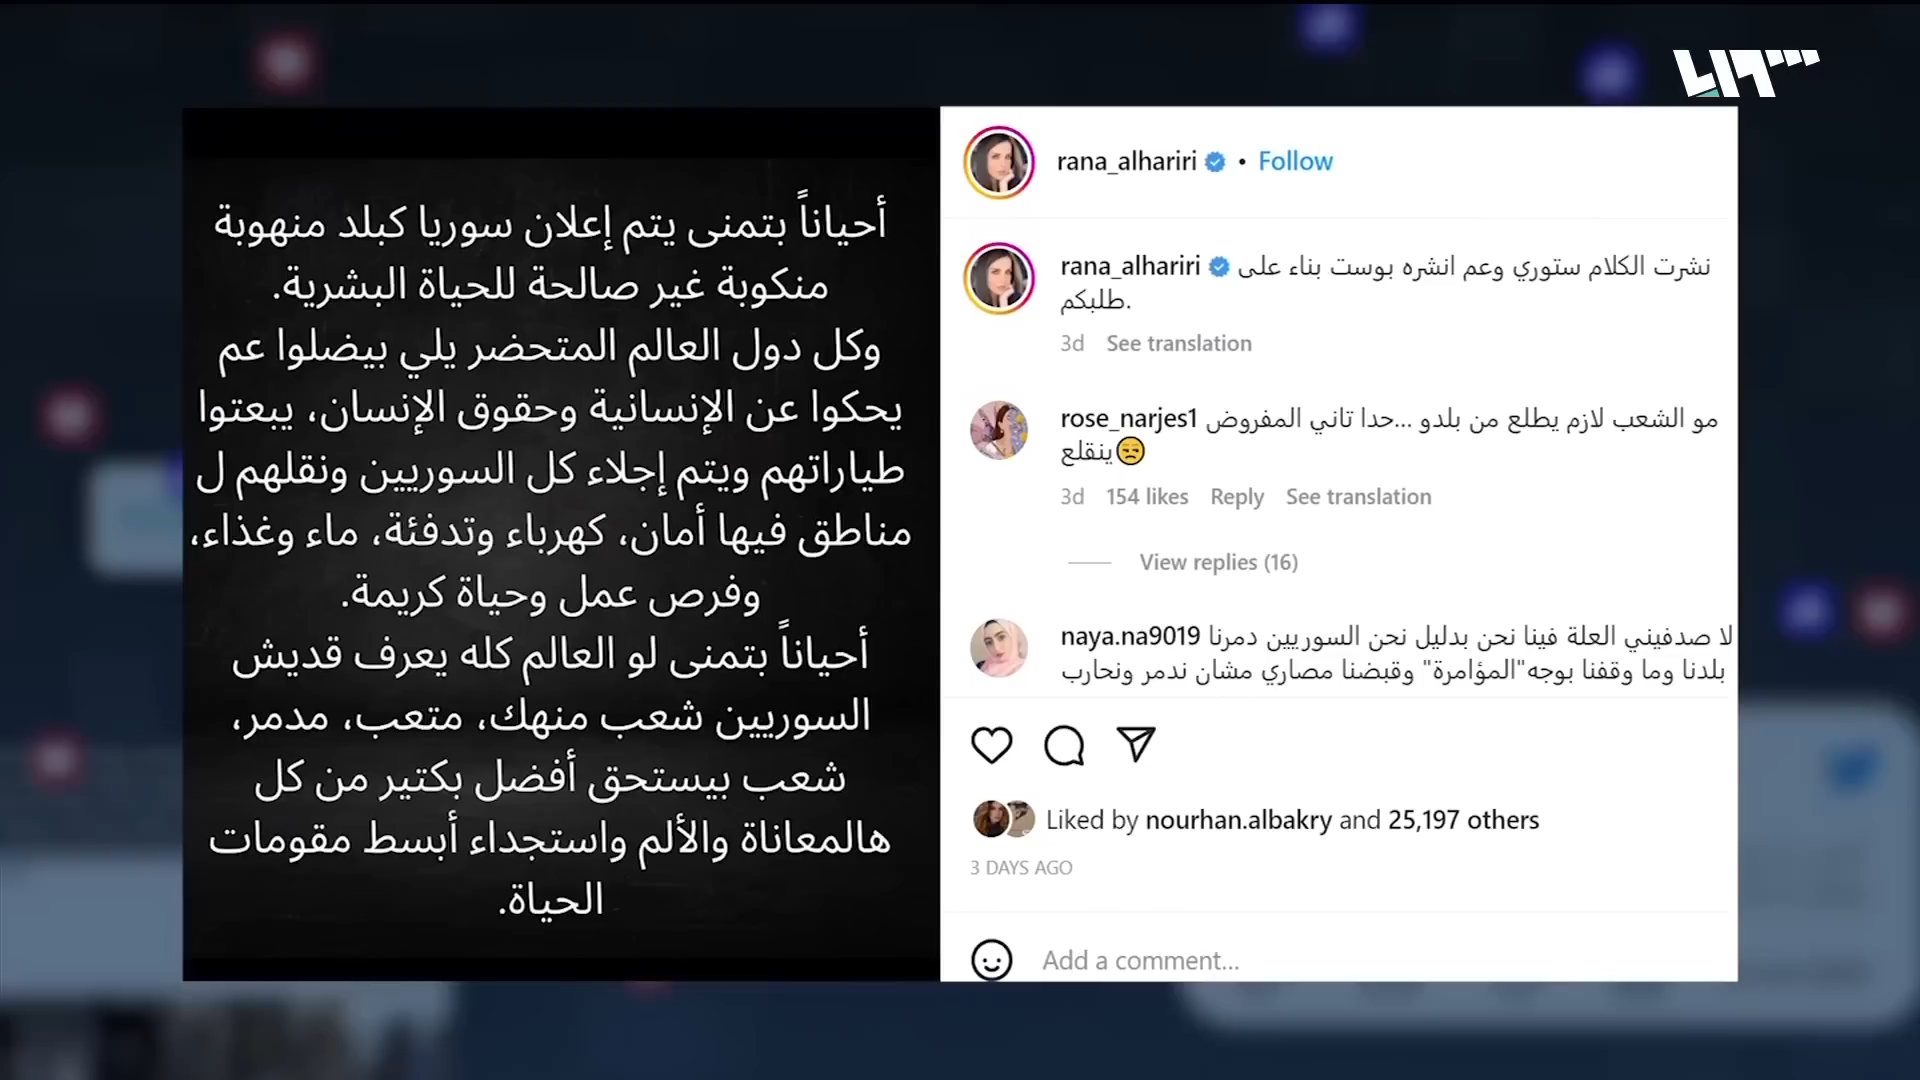 أحياناً بتمنى يتم إعلان سوريا كبلد منهوبة
منكوبة غير صالحة للحياة البشرية.
وكل دول العالم المتحضر يلي بيضلوا عم
يحكوا عن الإنسانية وحقوق الإنسان، يبعتوا
طياراتهم ويتم إجلاء كل السوريين ونقلهم ل
مناطق فيها أمان، كهرباء وتدفئة، ماء وغذاء،
وفرص عمل وحياة كريمة.
أحياناً بتمنى لو العالم كله يعرف قديش
السوريين شعب منهك، متعب، مدمر،
شعب بيستحق أفضل بكتير من كل
هالمعاناة والألم واستجداء أبسط مقومات
الحياة.
rana_alhariri • Follow
rana_alhariri نشرت الكلام ستوري وعم انشره بوست بناء على
طلبكم.
3d See translation
rose_narjes1 مو الشعب لازم يطلع من بلدو ...حدا تاني المفروض
ينقلع😒
3d 154 likes Reply See translation
View replies (16)
naya.na9019 لا صدفيني العلة فينا نحن بدليل نحن السوريين دمرنا
بلدنا وما وقفنا بوجه"المؤامرة" وقبضنا مصاري مشان ندمر ونحارب
Liked by nourhan.albakry and 25,197 others
3 DAYS AGO
Add a comment...